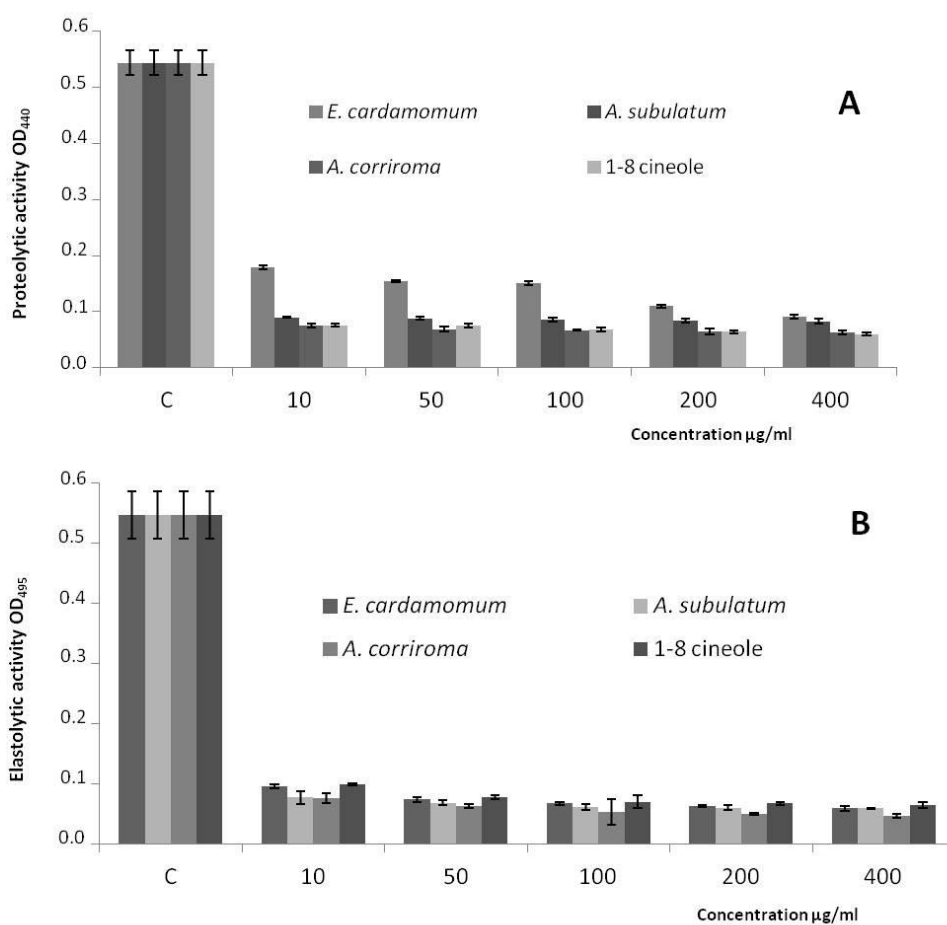 0.6
0.5
0.4
0.3
0.2
0.1
0.0
Proteolytic activity OD440
A
E. cardamomum A. subulatum
A. corriroma 1-8 cineole
C 10 50 100 200 400
Concentration µg/ml
0.6
0.5
0.4
0.3
0.2
0.1
0.0
Elastolytic activity OD495
B
E. cardamomum A. subulatum
A. corriroma 1-8 cineole
C 10 50 100 200 400
Concentration µg/ml